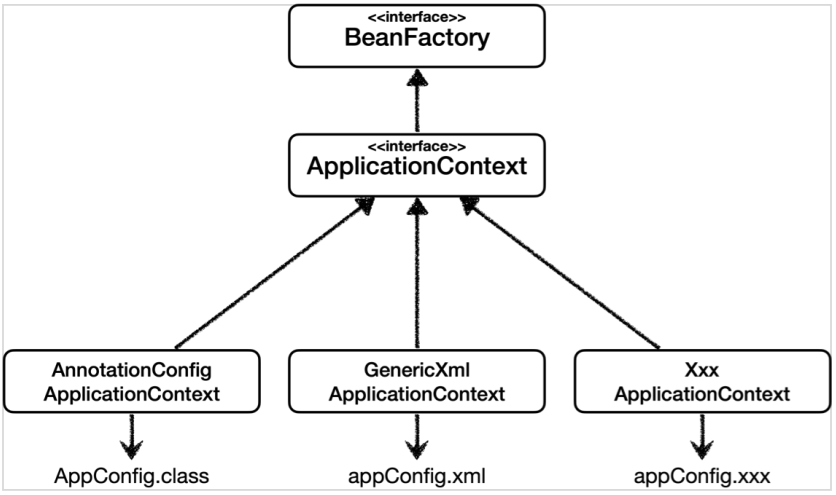 <<interface>>
BeanFactory
<<interface>>
ApplicationContext
AnnotationConfig
ApplicationContext
GenericXml
ApplicationContext
Xxx
ApplicationContext
AppConfig.class
appConfig.xml
appConfig.xxx